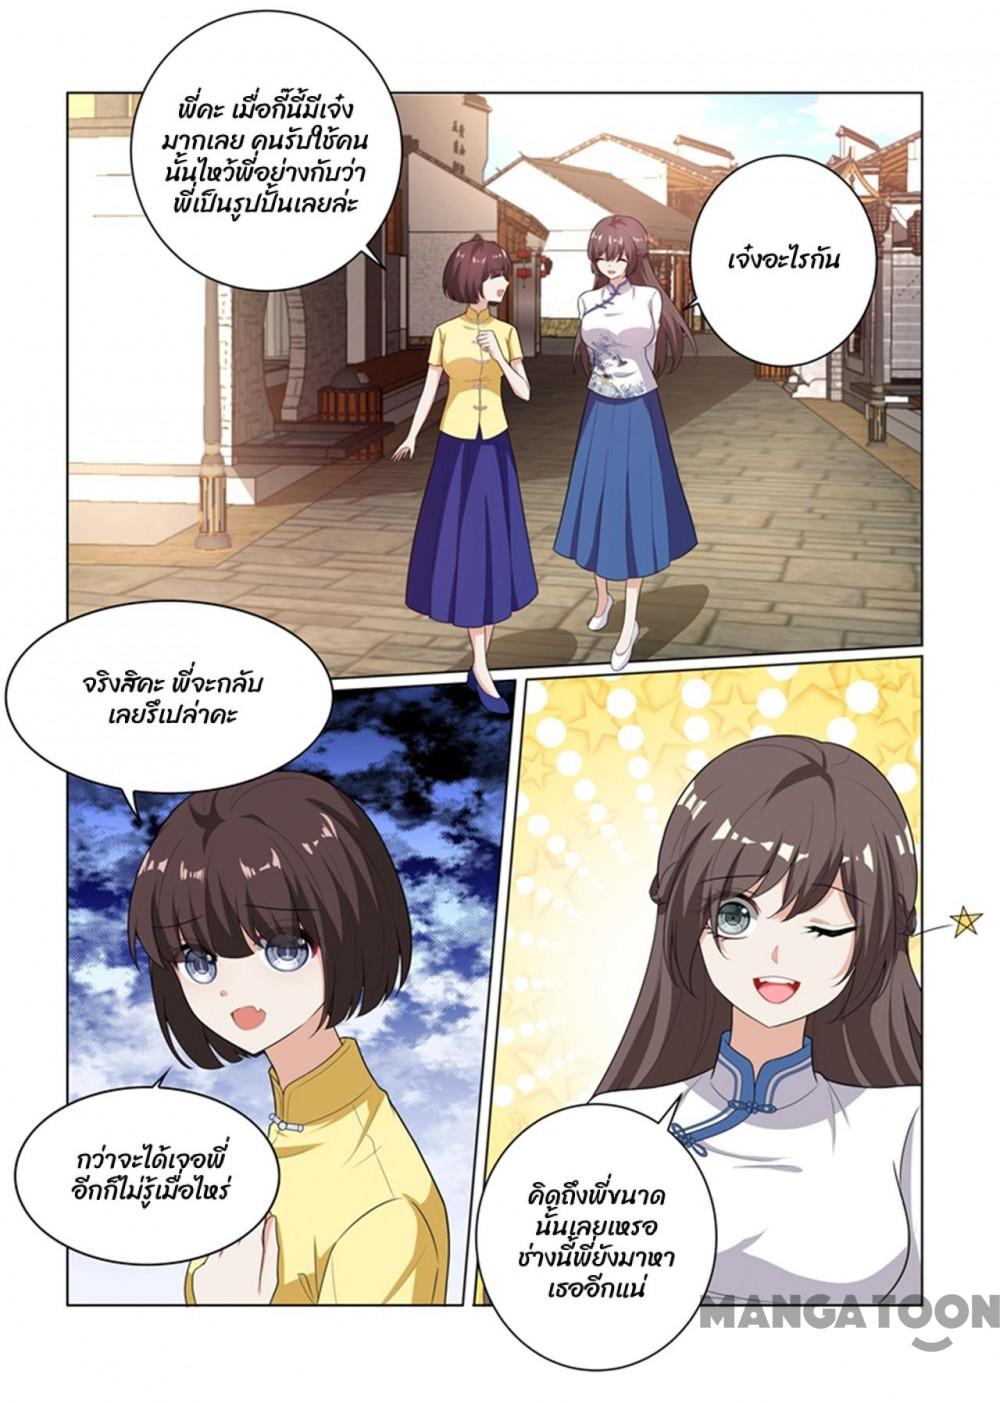 พี่คะ เมื่อกี๊นี้มีเจ๋ง
มากเลย คนรับใช้คน
นั้นไหว้พี่อย่างกับว่า
พี่เป็นรูปปั้นเลยล่ะ
เจ๋งอะไรกัน
จริงสิคะ พี่จะกลับ
เลยรึเปล่าคะ
กว่าจะได้เจอพี่
อีกก็ไม่รู้เมื่อไหร่
คิดถึงพี่ขนาด
นั้นเลยเหรอ
ช่างนี้พี่ยังมาหา
เธออีกแน่
MANGATOON